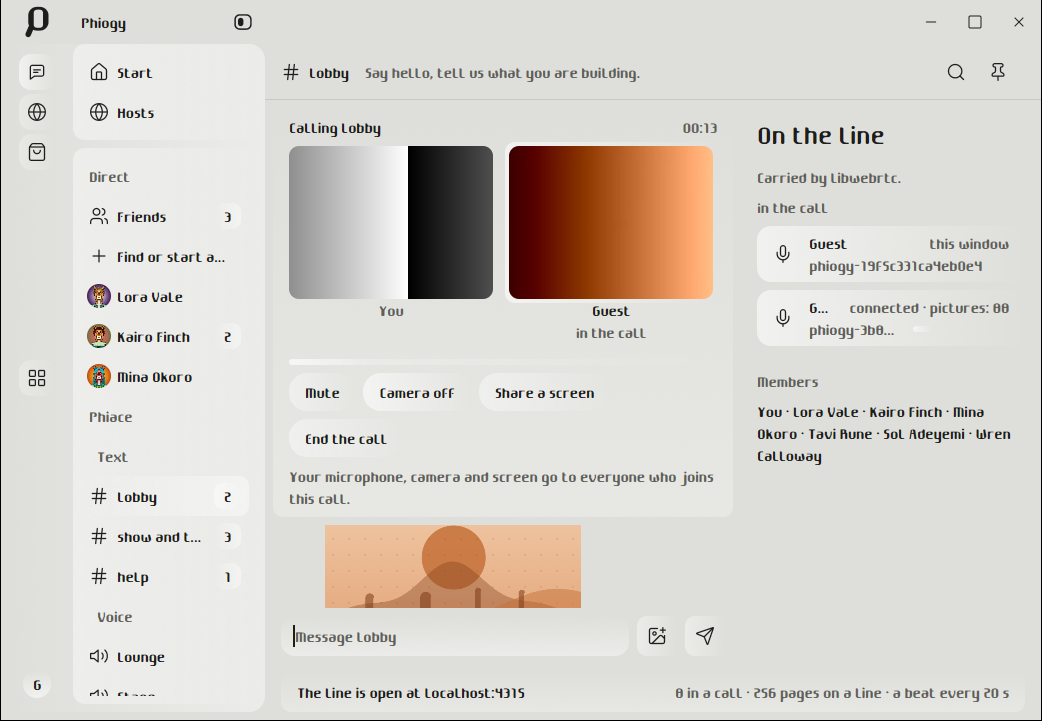 Phiogy
Start
Hosts
Direct
Friends 3
Find or start a...
Lora Vale
Kairo Finch 2
Mina Okoro
Phiace
Text
Lobby 2
show and t... 3
help 1
Voice
Lounge
G
# Lobby Say hello, tell us what you are building.
Calling Lobby 00:13
You
Guest
in the call
Mute Camera off Share a screen
End the call
Your microphone, camera and screen go to everyone who joins
this call.
Message Lobby
On the line
Carried by libwebrtc.
in the call
Guest this window
phiogy-19f5c331ca4eb0e4
G... connected · pictures: 00
phiogy-3b0...
Members
You · Lora Vale · Kairo Finch · Mina
Okoro · Tavi Rune · Sol Adeyemi · Wren
Calloway
The line is open at localhost:4315
0 in a call · 256 pages on a line · a beat every 20 s